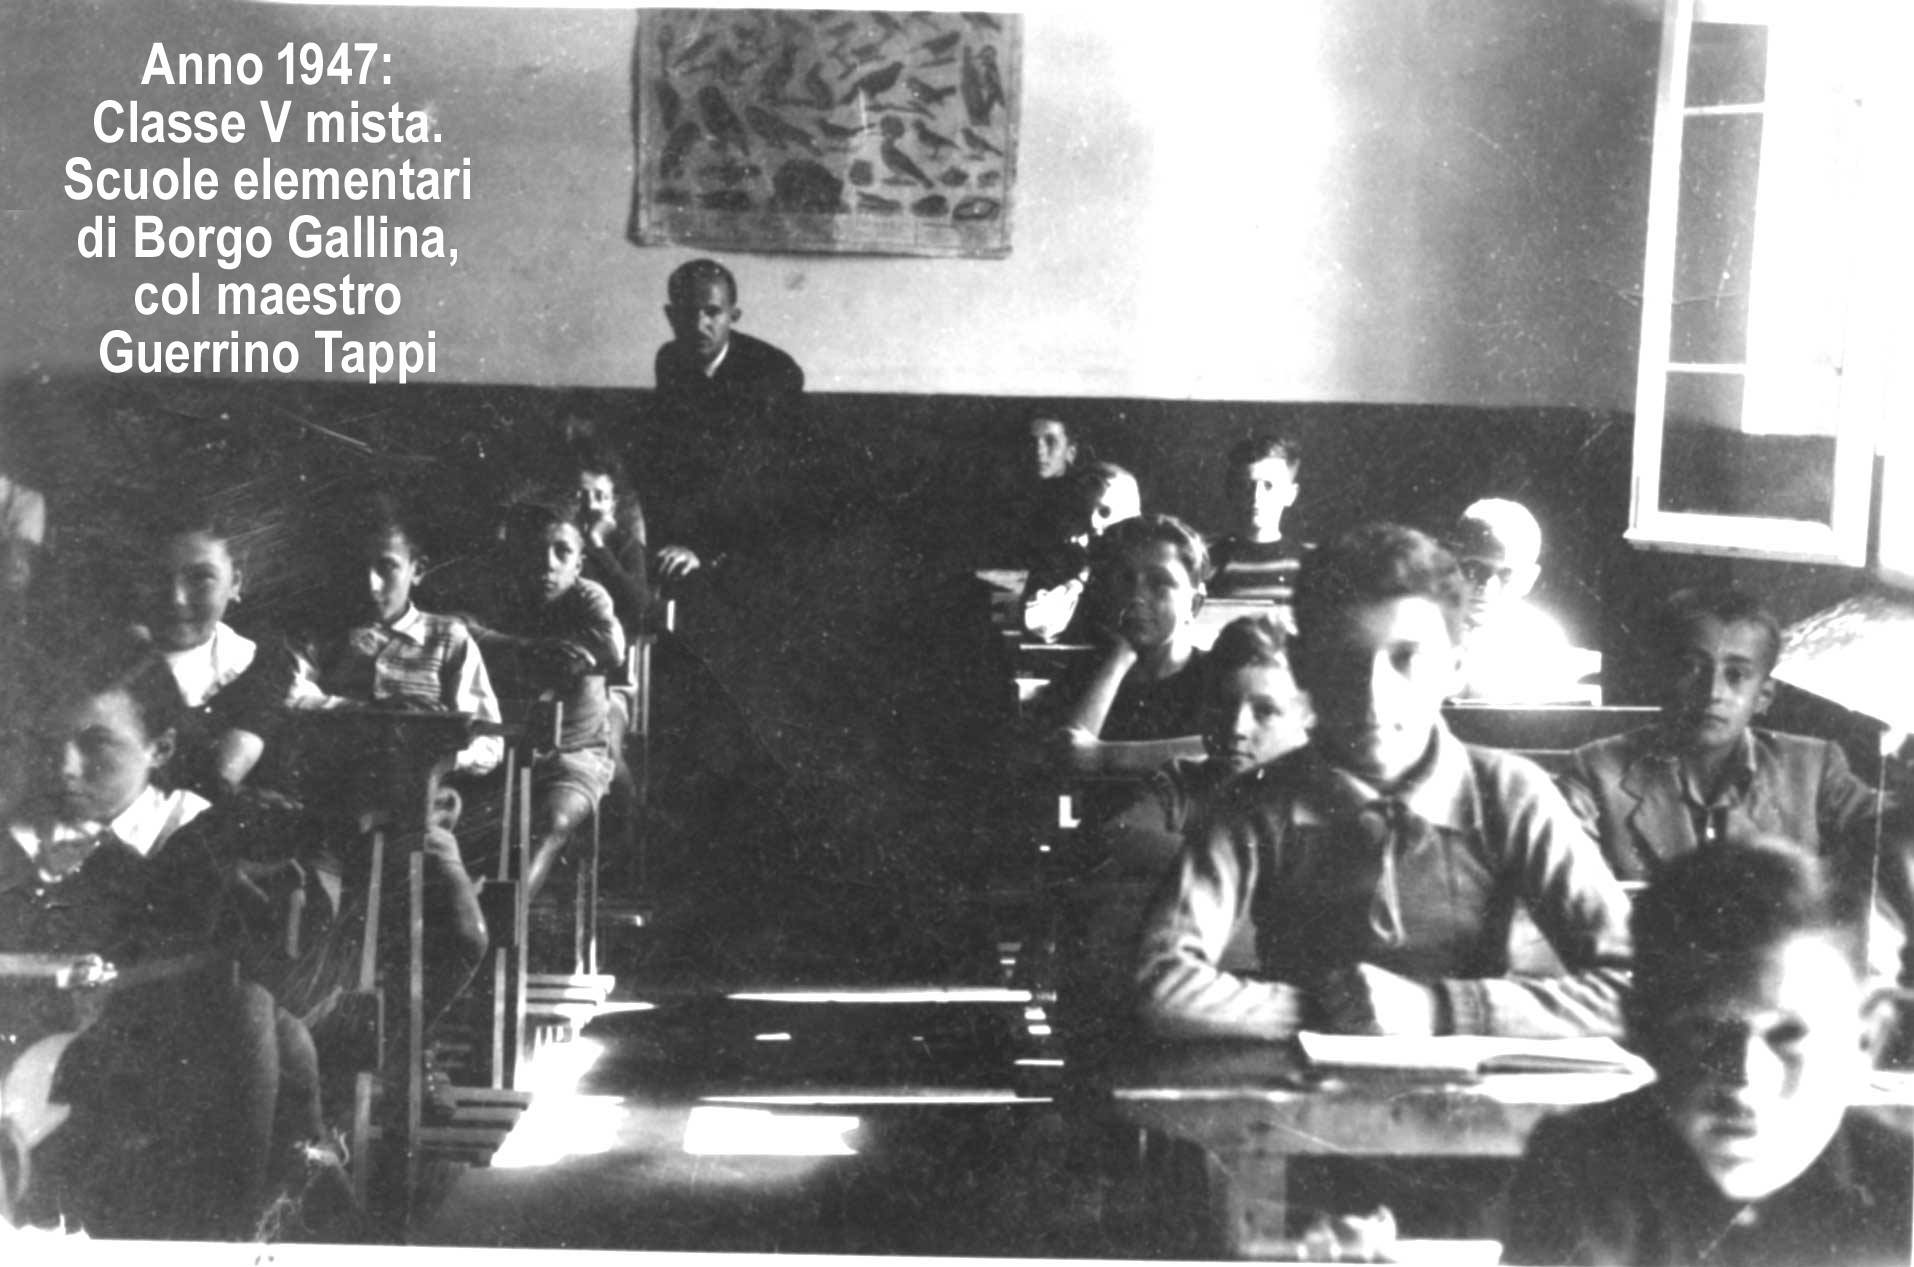 Anno 1947:
Classe V mista.
Scuole elementari
di Borgo Gallina,
col maestro
Guerrino Tappi